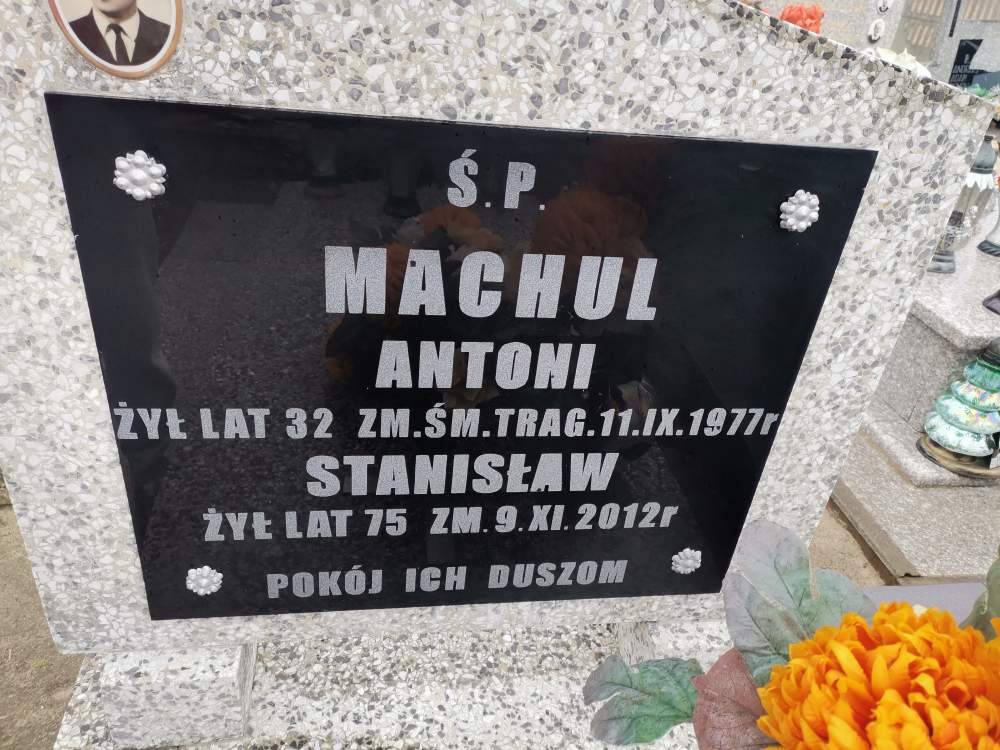 Ś.P.
MACHUL
ANTONI
ŻYŁ LAT 32 ZM.ŚM.TRAG.11.IX.1977r
STANISŁAW
ŻYŁ LAT 75 ZM. 9. XI. 2012r
POKÓJ ICH DUSZOM